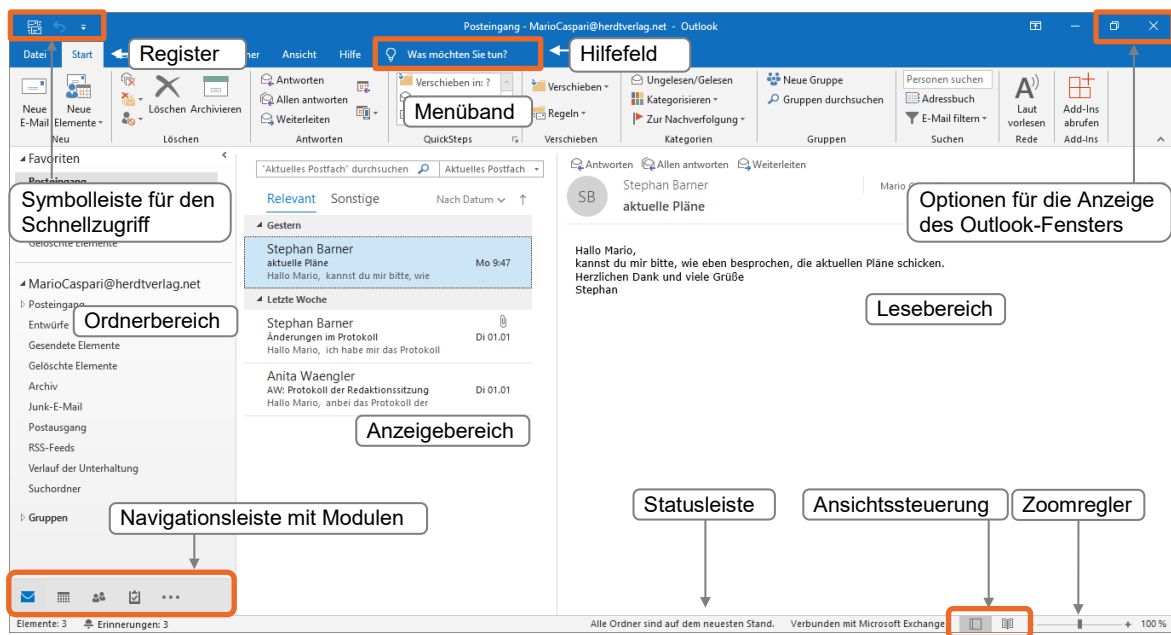 Posteingang - MarioCaspari@herdtverlag.net - Outlook
Datei Start Register Ansicht Hilfe Was möchten Sie tun? Hilfefeld
Neue E-Mail
Neue Elemente
Neu
Löschen Archivieren
Löschen
Antworten
Allen antworten
Weiterleiten
Antworten
Verschieben in: ?
Menüband
QuickSteps
Verschieben
Regeln
Verschieben
Ungelesen/Gelesen
Kategorisieren
Zur Nachverfolgung
Kategorien
Neue Gruppe
Gruppen durchsuchen
Gruppen
Personen suchen
Adressbuch
E-Mail filtern
Suchen
Laut vorlesen
Rede
Add-Ins abrufen
Add-Ins
Favoriten
Posteingang
Symbolleiste für den
Schnellzugriff
Gelöschte Elemente
MarioCaspari@herdtverlag.net
Posteingang
Entwürfe
Ordnerbereich
Gesendete Elemente
Gelöschte Elemente
Archiv
Junk-E-Mail
Postausgang
RSS-Feeds
Verlauf der Unterhaltung
Suchordner
Gruppen
Navigationsleiste mit Modulen
"Aktuelles Postfach" durchsuchen Aktuelles Postfach
Relevant Sonstige Nach Datum
Gestern
Stephan Barner
aktuelle Pläne Mo 9:47
Hallo Mario, kannst du mir bitte, wie
Letzte Woche
Stephan Barner
Änderungen im Protokoll Di 01.01
Hallo Mario, ich habe mir das Protokoll
Anita Waengler
AW: Protokoll der Redaktionssitzung Di 01.01
Hallo Mario, anbei das Protokoll der
Anzeigebereich
Antworten Allen antworten Weiterleiten
SB
Stephan Barner
Mario
aktuelle Pläne
Optionen für die Anzeige
des Outlook-Fensters
Hallo Mario,
kannst du mir bitte, wie eben besprochen, die aktuellen Pläne schicken.
Herzlichen Dank und viele Grüße
Stephan
Lesebereich
Statusleiste Ansichtssteuerung Zoomregler
Elemente: 3 Erinnerungen: 3 Alle Ordner sind auf dem neuesten Stand. Verbunden mit Microsoft Exchange 100 %